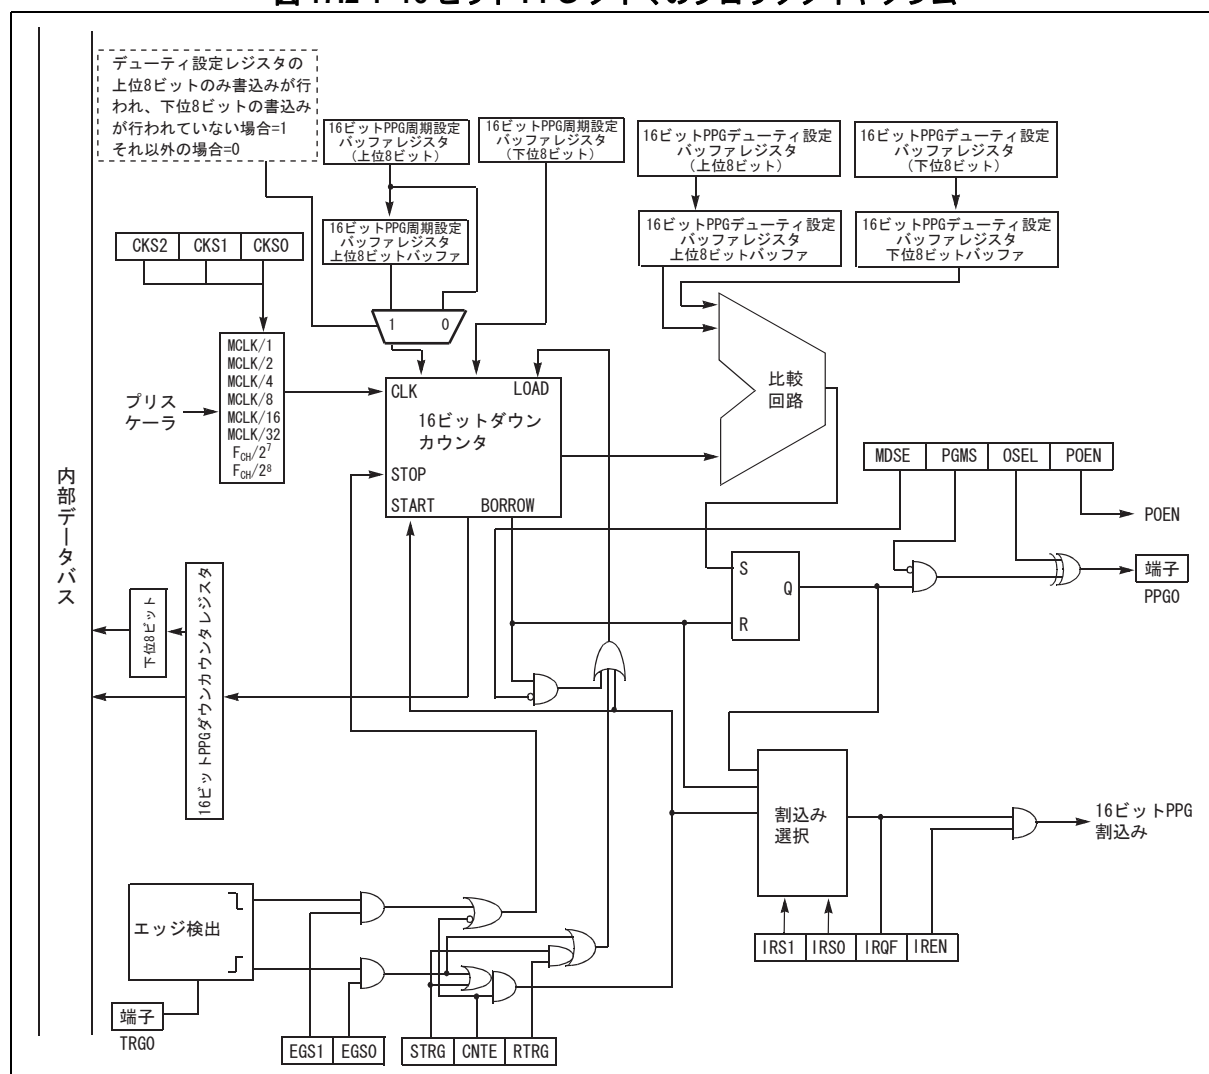 デューティ設定レジスタの
上位8ビットのみ書込みが行
われ、下位8ビットの書込み
が行われていない場合=1
それ以外の場合=0
16ビットPPG周期設定
バッファレジスタ
(上位8ビット)
16ビットPPG周期設定
バッファレジスタ
(下位8ビット)
16ビットPPGデューティ設定
バッファレジスタ
(上位8ビット)
16ビットPPGデューティ設定
バッファレジスタ
(下位8ビット)
16ビットPPG周期設定
バッファレジスタ
上位8ビットバッファ
16ビットPPGデューティ設定
バッファレジスタ
上位8ビットバッファ
16ビットPPGデューティ設定
バッファレジスタ
下位8ビットバッファ
CKS2 CKS1 CKS0
1 0
MCLK/1
MCLK/2
MCLK/4
MCLK/8
MCLK/16
MCLK/32
FCH/2⁷
FCH/2⁸
プリス
ケーラ
CLK
LOAD
16ビットダウン
カウンタ
STOP
START
BORROW
比較
回路
MDSE PGMS OSEL POEN
POEN
端子
PPG0
S
Q
R
内部データバス
下位8ビット
16ビットPPGダウンカウンタレジスタ
割込み
選択
16ビットPPG
割込み
IRS1 IRS0 IRQF IREN
エッジ検出
端子
TRG0
EGS1 EGS0
STRG CNTE RTRG